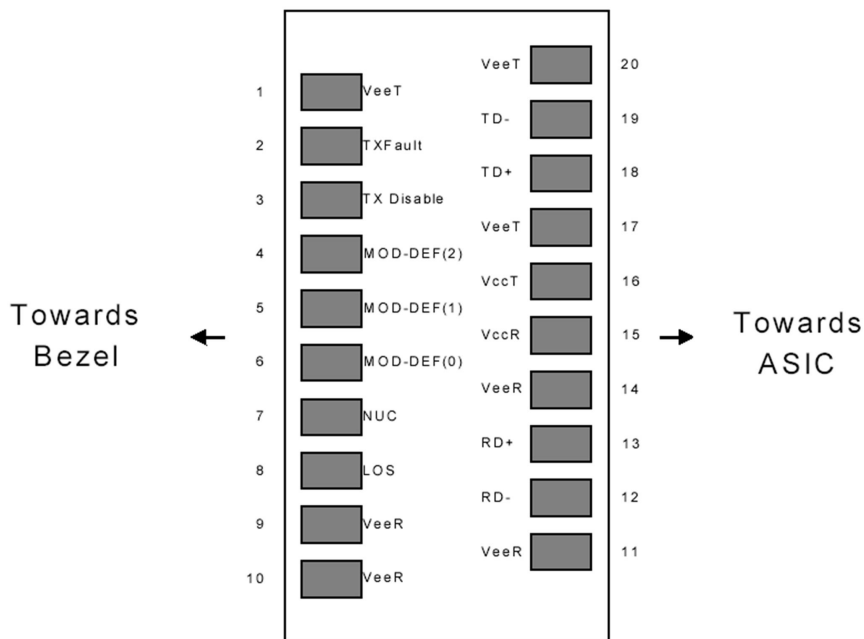 VeeT 20
1 VeeT
TD- 19
2 TXFault
TD+ 18
3 TX Disable
VeeT 17
4 MOD-DEF(2)
VccT 16
5 MOD-DEF(1)
Towards
Bezel
VccR 15
Towards
ASIC
6 MOD-DEF(0)
VeeR 14
7 NUC
RD+ 13
8 LOS
RD- 12
9 VeeR
VeeR 11
10 VeeR